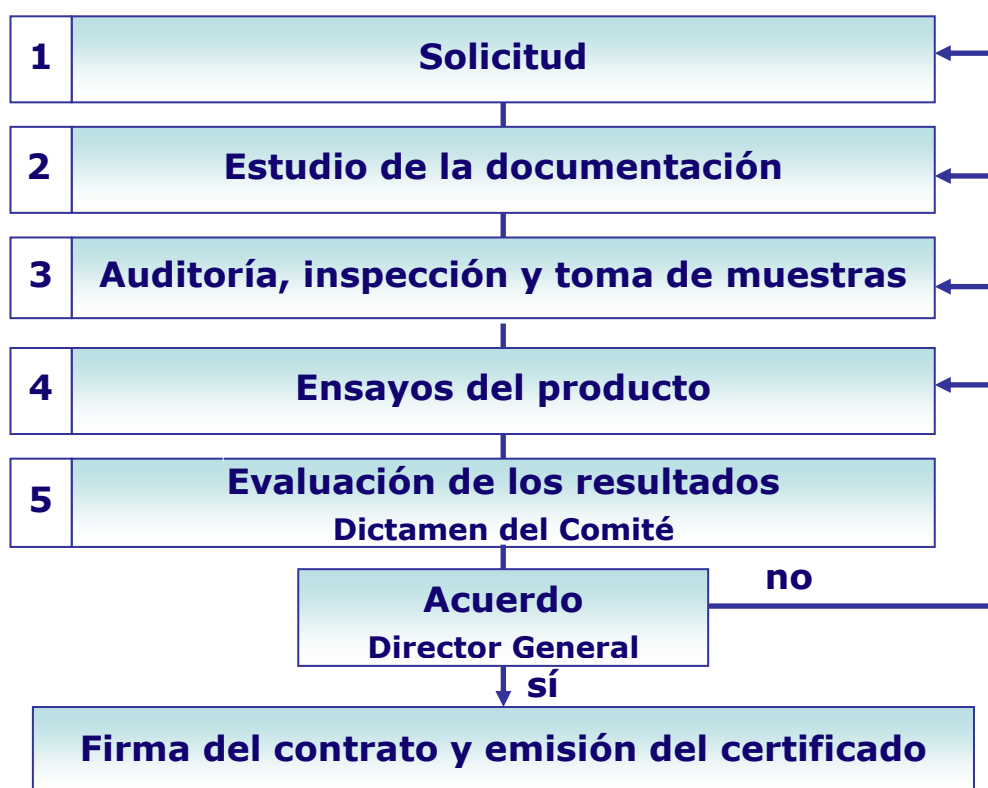 1 Solicitud
2 Estudio de la documentación
3 Auditoría, inspección y toma de muestras
4 Ensayos del producto
5 Evaluación de los resultados
Dictamen del Comité
Acuerdo
Director General
no
sí
Firma del contrato y emisión del certificado